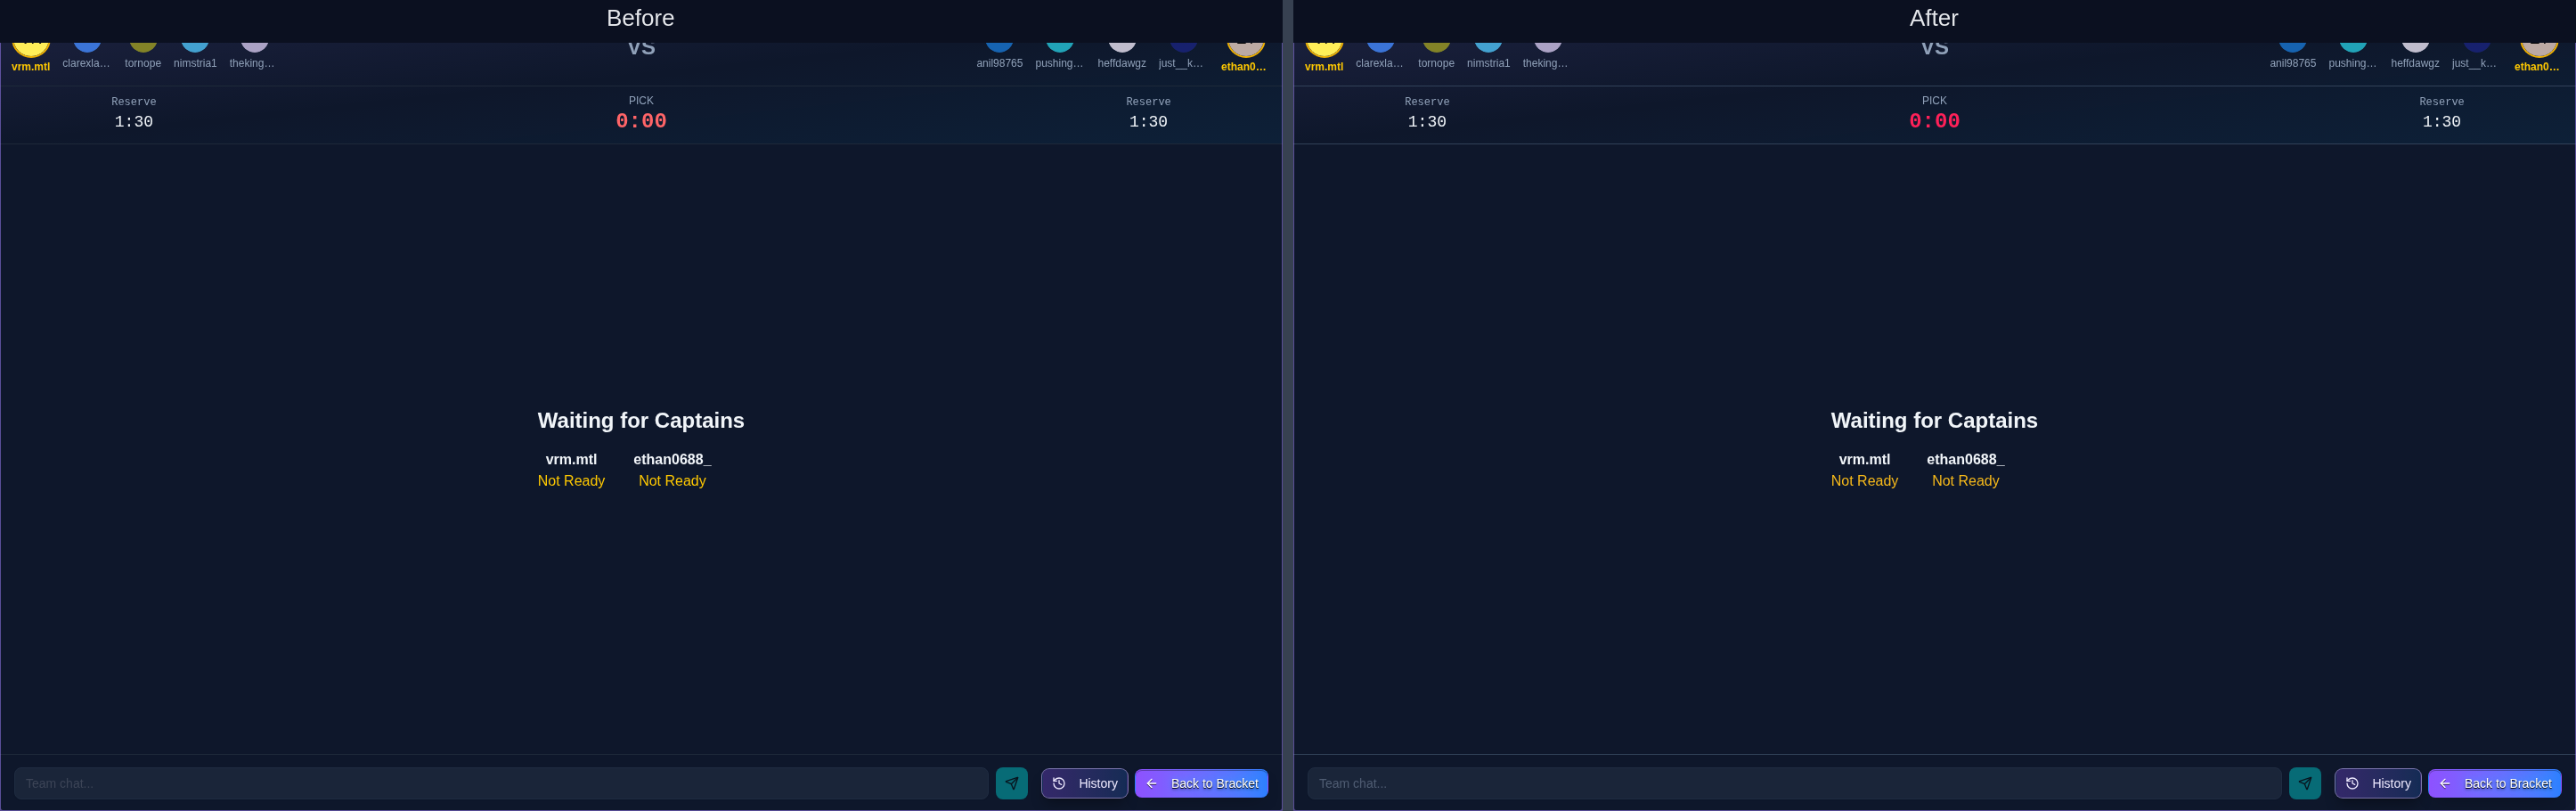 Before
After
VS
vrm.mtl clarexla… tornope nimstria1 theking… anil98765 pushing… heffdawgz just__k… ethan0…
Reserve PICK Reserve
1:30 0:00 1:30
Waiting for Captains
vrm.mtl ethan0688_
Not Ready Not Ready
Team chat... History Back to Bracket
VS
vrm.mtl clarexla… tornope nimstria1 theking… anil98765 pushing… heffdawgz just__k… ethan0…
Reserve PICK Reserve
1:30 0:00 1:30
Waiting for Captains
vrm.mtl ethan0688_
Not Ready Not Ready
Team chat... History Back to Bracket